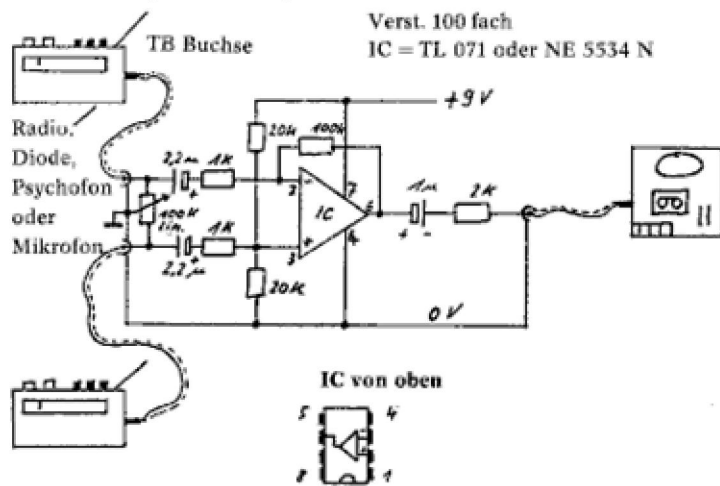 Verst. 100 fach
IC = TL 071 oder NE 5534 N
TB Buchse
+9V
Radio,
Diode,
Psychofon
oder
Mikrofon
20k
100k
2,2µ
1K
+
2
-
7
IC
6
1µ
+
-
2K
100K
lin.
+
1K
3
+
4
2,2µ
20K
0V
IC von oben
5
4
8
1